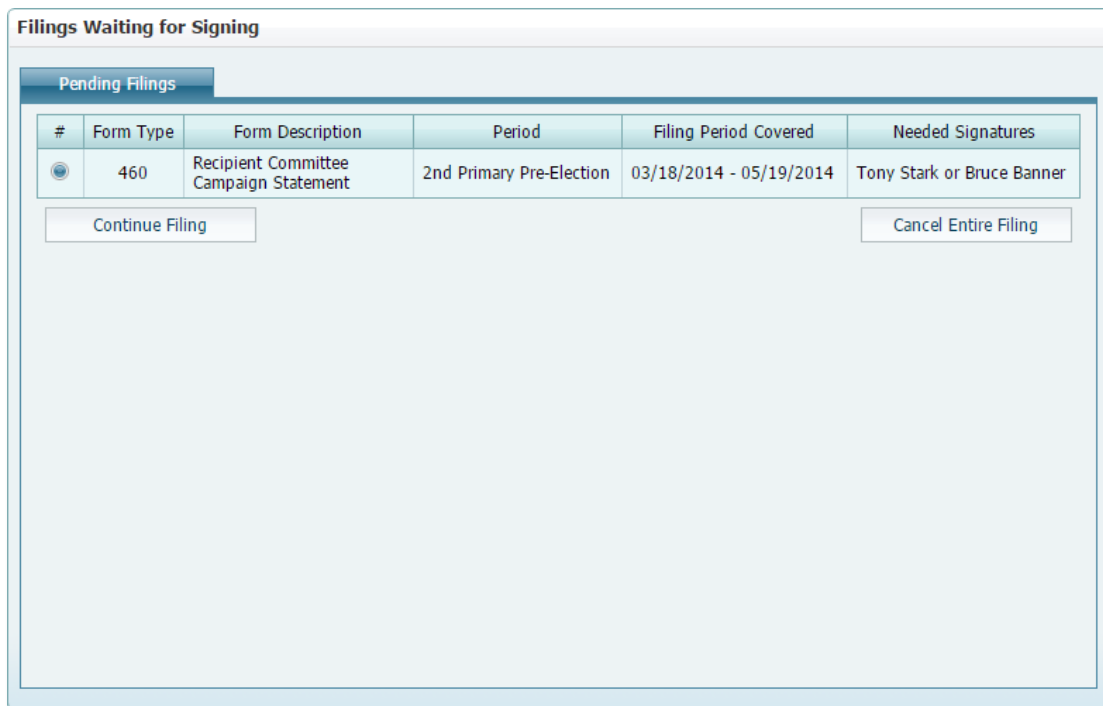 Filings Waiting for Signing
Pending Filings
# Form Type Form Description Period Filing Period Covered Needed Signatures
460 Recipient Committee Campaign Statement 2nd Primary Pre-Election 03/18/2014 - 05/19/2014 Tony Stark or Bruce Banner
Continue Filing Cancel Entire Filing